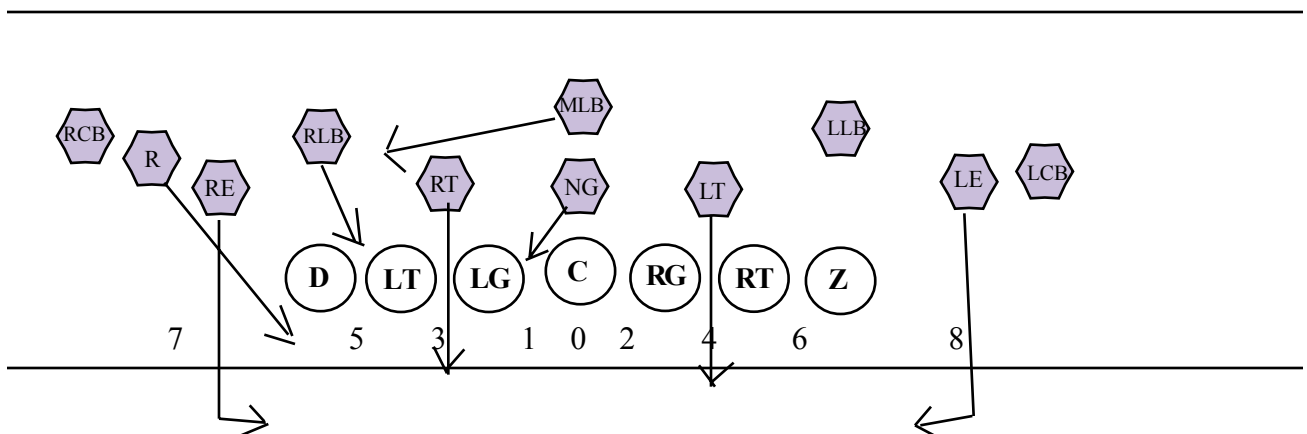 MLB
RCB R RE RLB LLB
RT NG LT LE LCB
D LT LG C RG RT Z
7 5 3 1 0 2 4 6 8